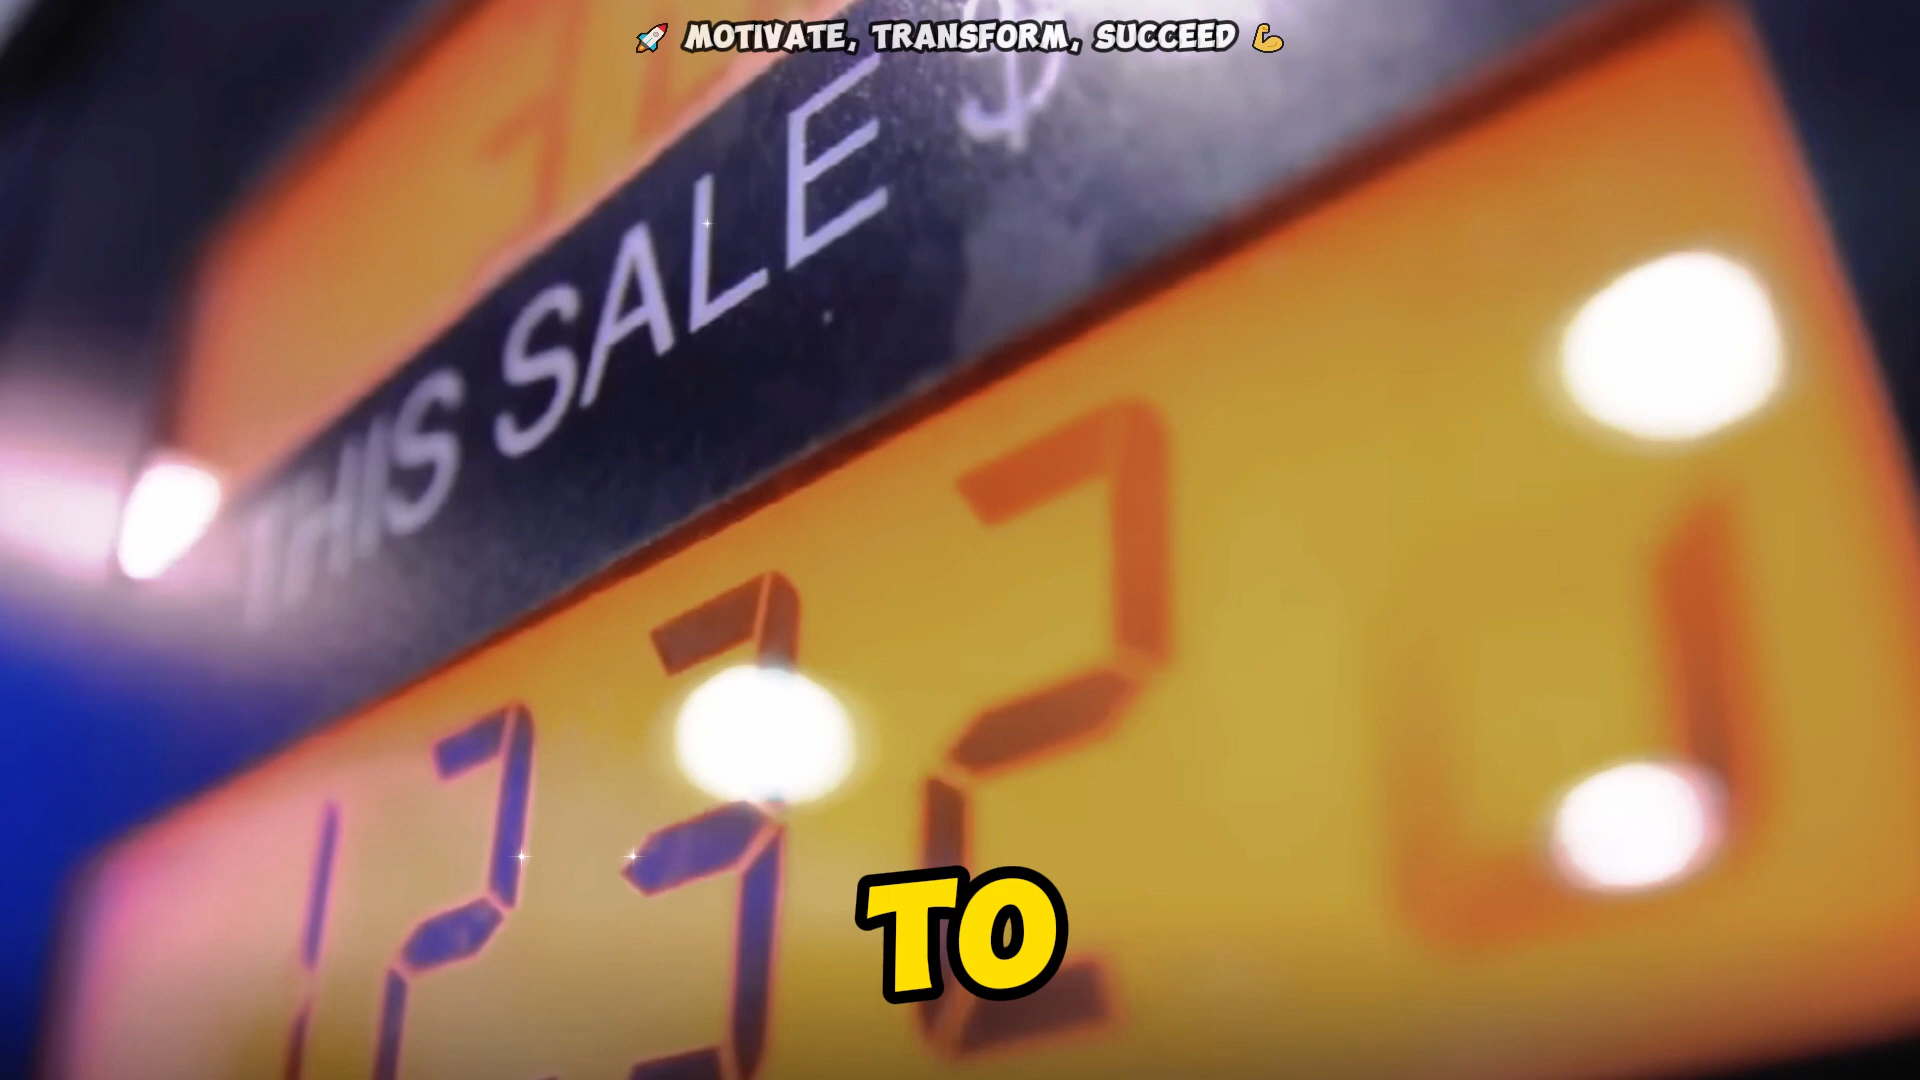 🚀 MOTIVATE, TRANSFORM, SUCCEED 💪
THIS SALE $
TO